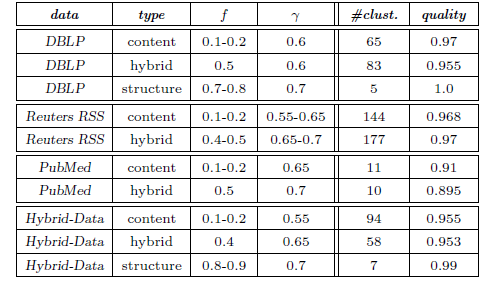 data type f γ #clust. quality
DBLP content 0.1-0.2 0.6 65 0.97
DBLP hybrid 0.5 0.6 83 0.955
DBLP structure 0.7-0.8 0.7 5 1.0
Reuters RSS content 0.1-0.2 0.55-0.65 144 0.968
Reuters RSS hybrid 0.4-0.5 0.65-0.7 177 0.97
PubMed content 0.1-0.2 0.65 11 0.91
PubMed hybrid 0.5 0.7 10 0.895
Hybrid-Data content 0.1-0.2 0.55 94 0.955
Hybrid-Data hybrid 0.4 0.65 58 0.953
Hybrid-Data structure 0.8-0.9 0.7 7 0.99